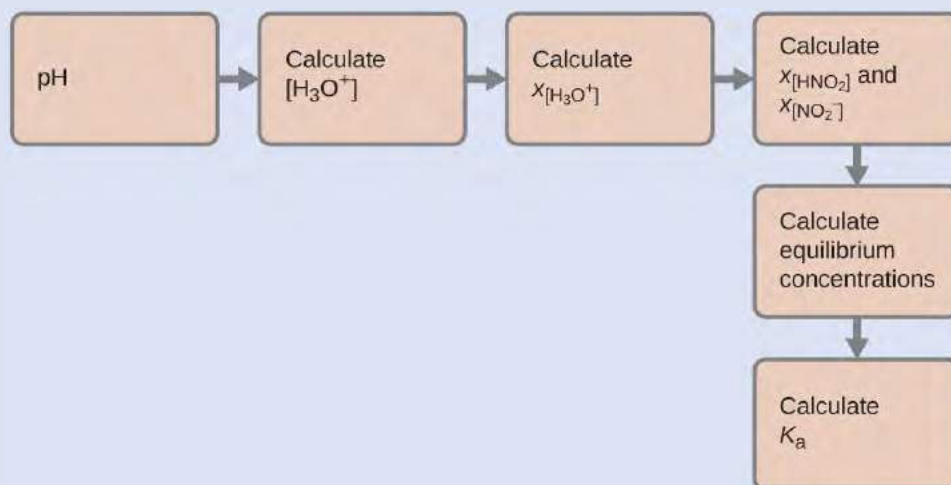 pH
Calculate
[H₃O⁺]
Calculate
x[H₃O⁺]
Calculate
x[HNO₂] and
x[NO₂⁻]
Calculate
equilibrium
concentrations
Calculate
Kₐ